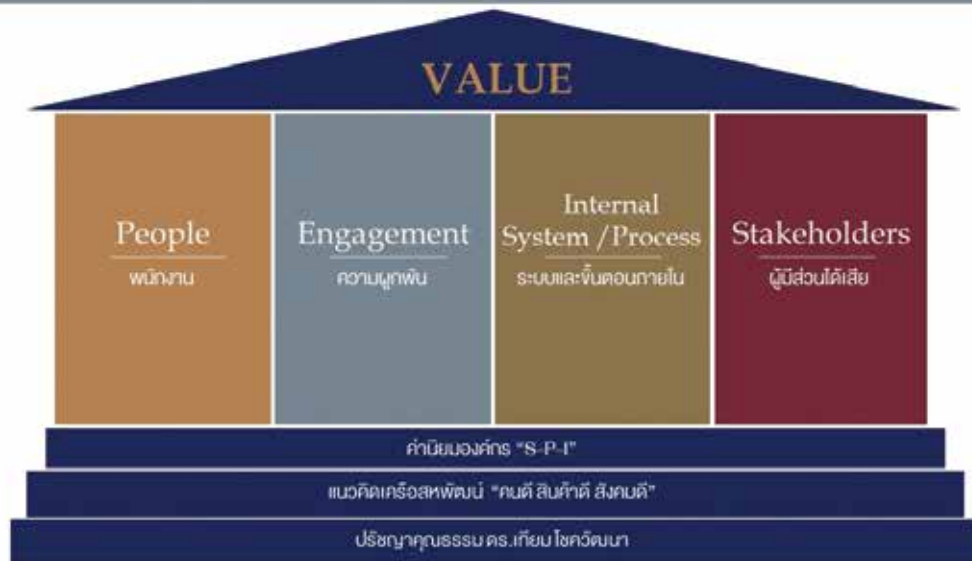 VALUE
People
พนักงาน
Engagement
ความผูกพัน
Internal
System /Process
ระบบและขั้นตอนภายใน
Stakeholders
ผู้มีส่วนได้เสีย
ค่านิยมองค์กร "S-P-I"
แนวคิดเครือสหพัฒน์ "คนดี สินค้าดี สังคมดี"
ปรัชญาคุณธรรม ดร.เทียม โชควัฒนา